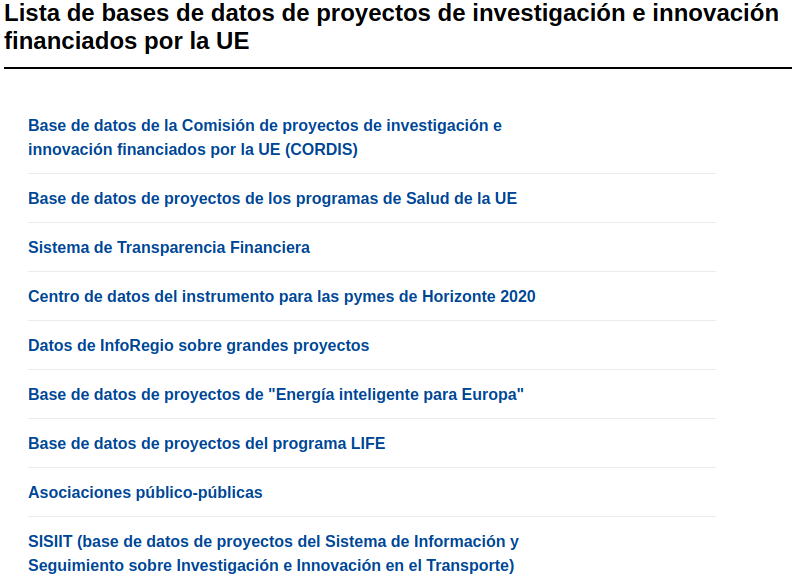 Lista de bases de datos de proyectos de investigación e innovación
financiados por la UE
Base de datos de la Comisión de proyectos de investigación e
innovación financiados por la UE (CORDIS)
Base de datos de proyectos de los programas de Salud de la UE
Sistema de Transparencia Financiera
Centro de datos del instrumento para las pymes de Horizonte 2020
Datos de InfoRegio sobre grandes proyectos
Base de datos de proyectos de "Energía inteligente para Europa"
Base de datos de proyectos del programa LIFE
Asociaciones público-públicas
SISIIT (base de datos de proyectos del Sistema de Información y
Seguimiento sobre Investigación e Innovación en el Transporte)